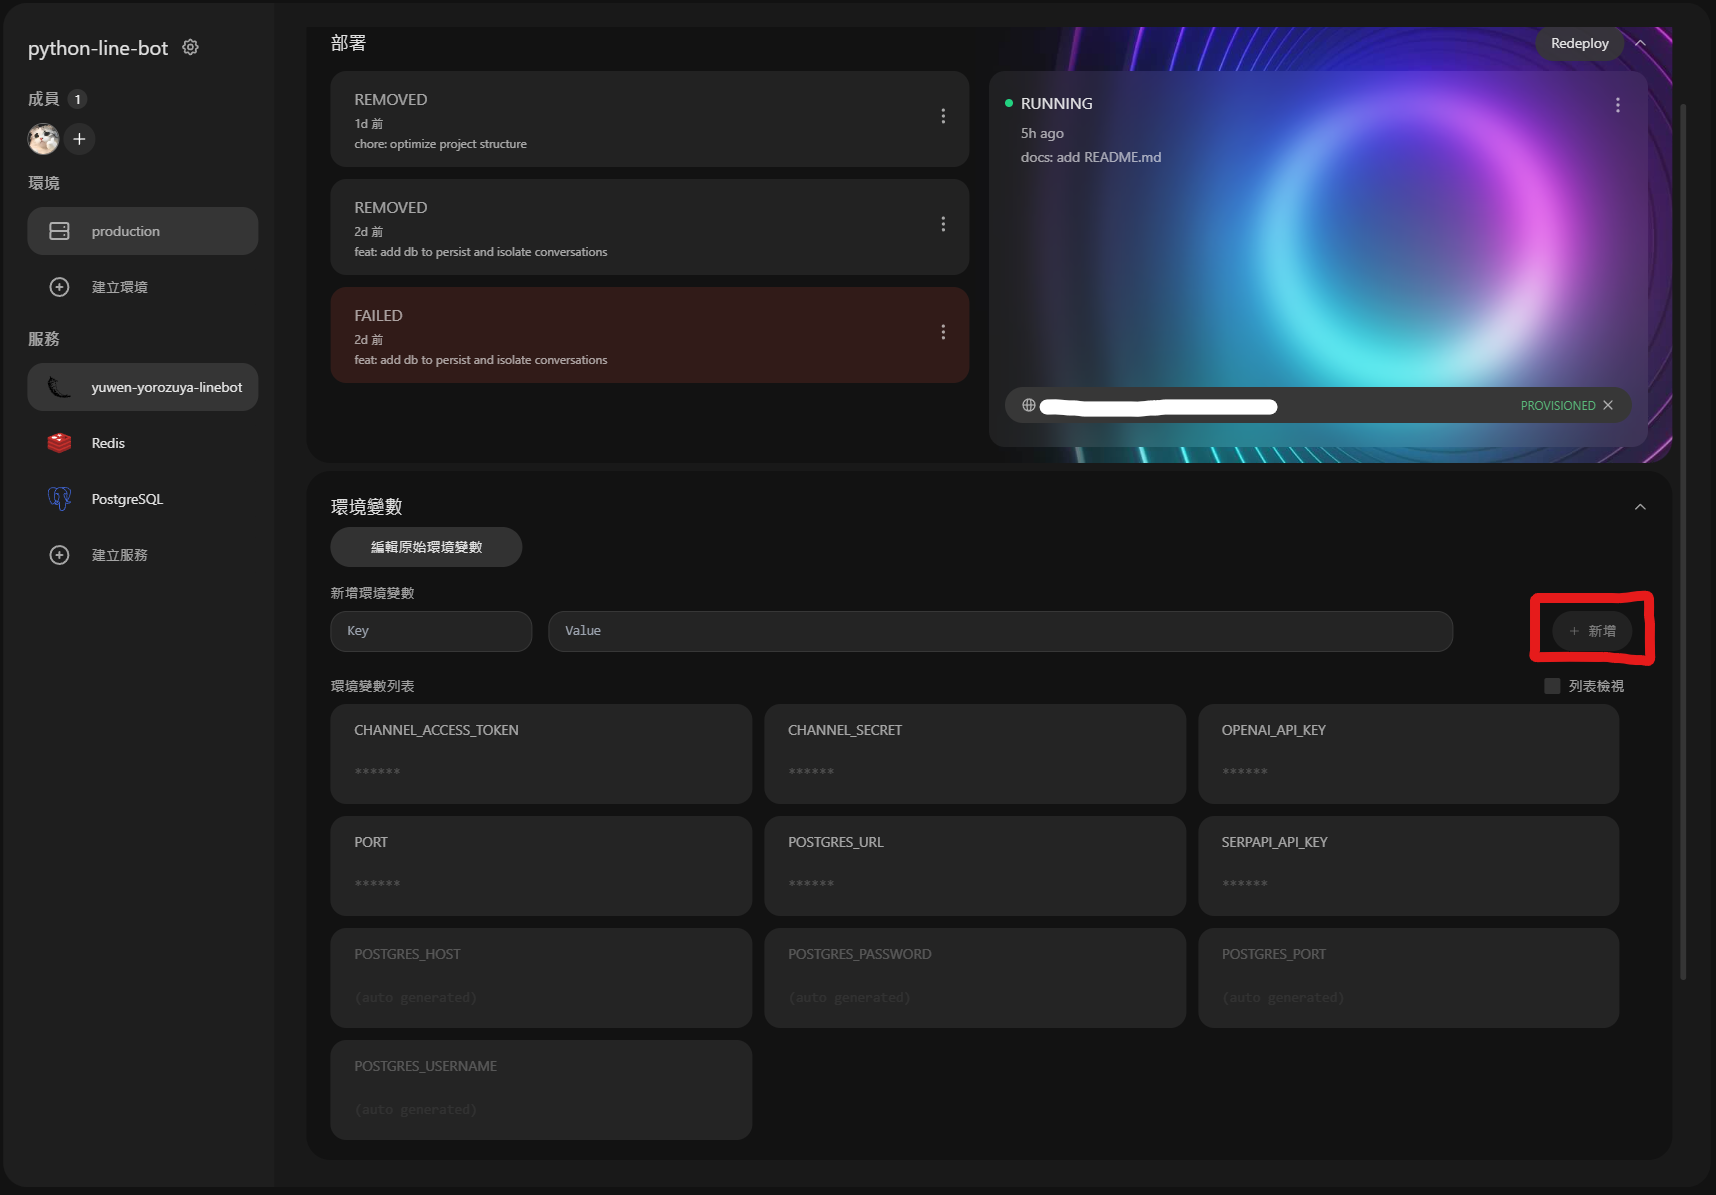 python-line-bot
成員 1
環境
production
建立環境
服務
yuwen-yorozuya-linebot
Redis
PostgreSQL
建立服務
部署
Redeploy
REMOVED
1d 前
chore: optimize project structure
REMOVED
2d 前
feat: add db to persist and isolate conversations
FAILED
2d 前
feat: add db to persist and isolate conversations
RUNNING
5h ago
docs: add README.md
PROVISIONED
環境變數
編輯原始環境變數
新增環境變數
Key
Value
+ 新增
環境變數列表
列表檢視
CHANNEL_ACCESS_TOKEN
******
CHANNEL_SECRET
******
OPENAI_API_KEY
******
PORT
******
POSTGRES_URL
******
SERPAPI_API_KEY
******
POSTGRES_HOST
(auto generated)
POSTGRES_PASSWORD
(auto generated)
POSTGRES_PORT
(auto generated)
POSTGRES_USERNAME
(auto generated)